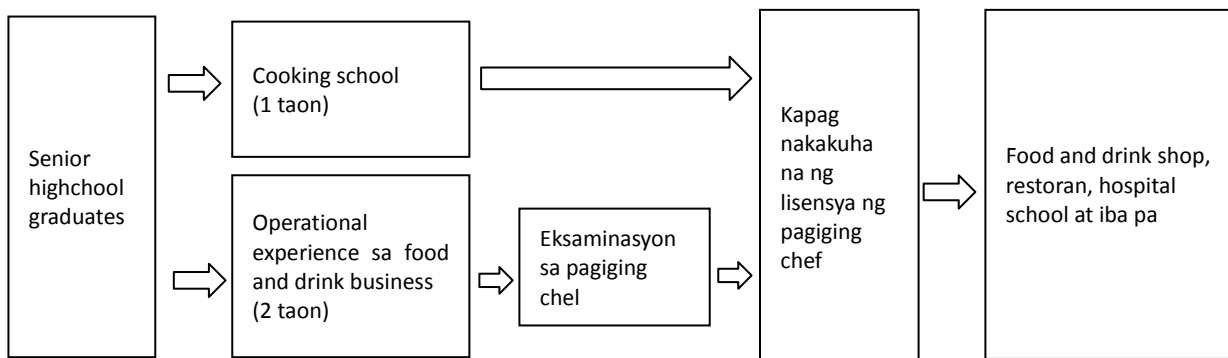 Senior
highchool
graduates
Cooking school
(1 taon)
Operational
experience sa food
and drink business
(2 taon)
Eksaminasyon
sa pagiging
chel
Kapag
nakakuha
na ng
lisensya ng
pagiging
chef
Food and drink shop,
restoran, hospital
school at iba pa